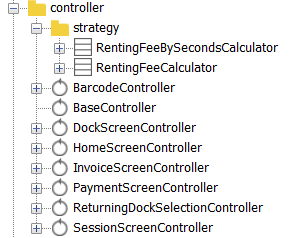 controller
strategy
RentingFeeBySecondsCalculator
RentingFeeCalculator
BarcodeController
BaseController
DockScreenController
HomeScreenController
InvoiceScreenController
PaymentScreenController
ReturningDockSelectionController
SessionScreenController